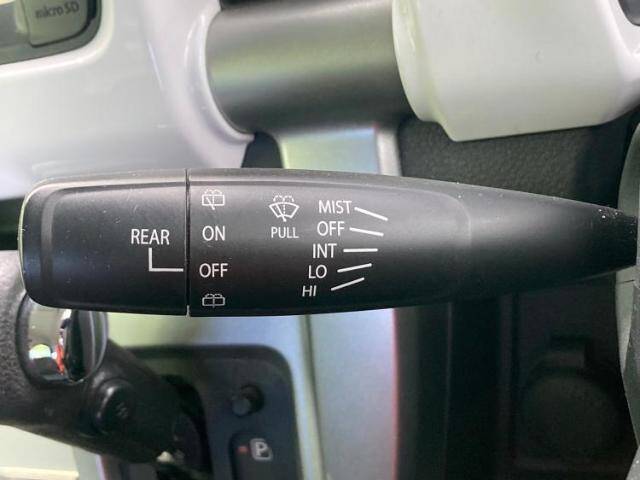 micro SD
REAR
ON
OFF
PULL
MIST
OFF
INT
LO
HI
P